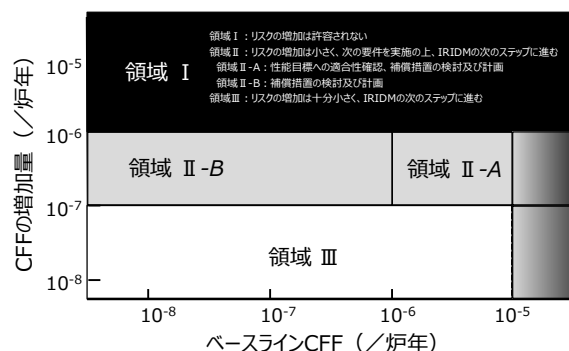 領域Ⅰ：リスクの増加は許容されない
領域Ⅱ：リスクの増加は小さく、次の要件を実施の上、IRIDMの次のステップに進む
領域Ⅱ-A：性能目標への適合性確認、補償措置の検討及び計画
領域Ⅱ-B：補償措置の検討及び計画
領域Ⅲ：リスクの増加は十分小さく、IRIDMの次のステップに進む
領域 Ⅰ
領域 Ⅱ-B
領域 Ⅱ-A
領域 Ⅲ
CFFの増加量（／炉年）
10⁻⁵
10⁻⁶
10⁻⁷
10⁻⁸
10⁻⁸ 10⁻⁷ 10⁻⁶ 10⁻⁵
ベースラインCFF（／炉年）